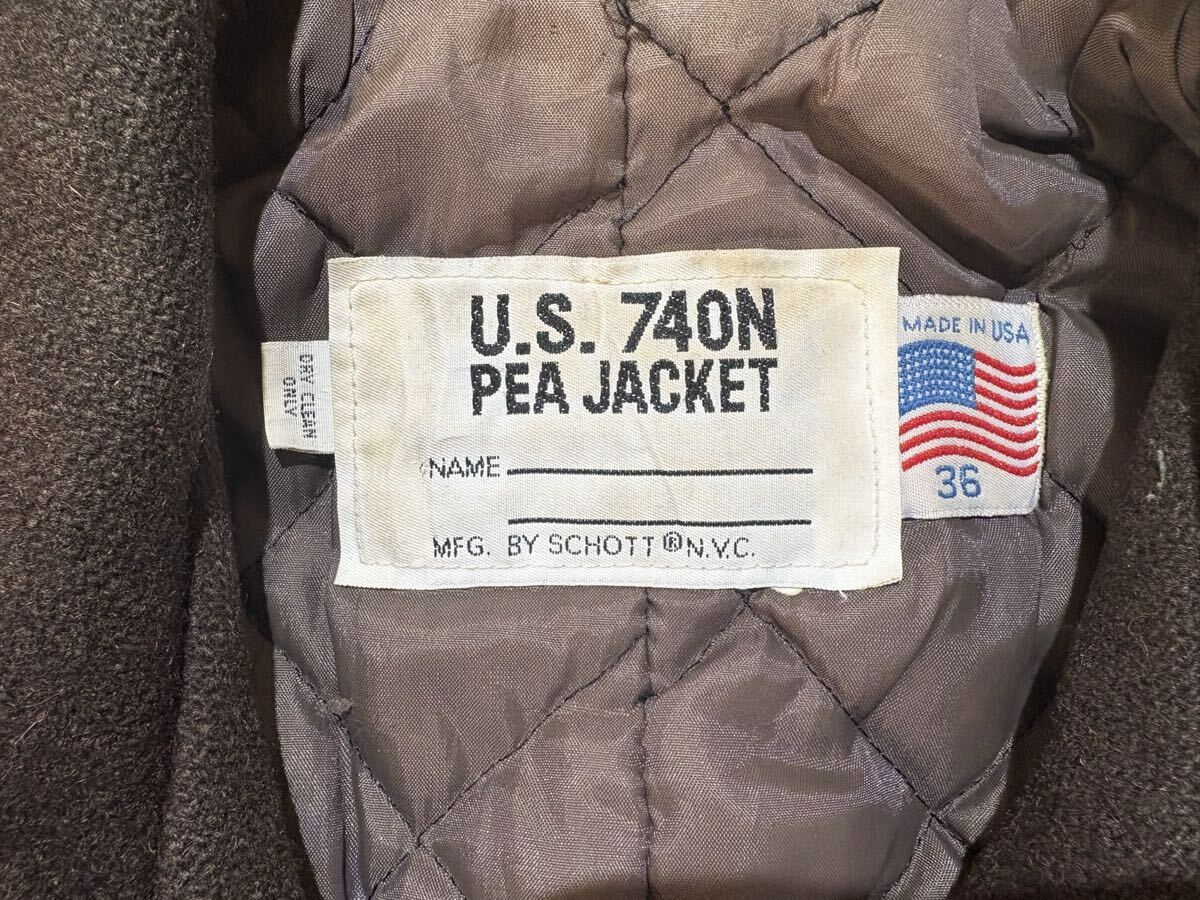 DRY CLEAN
ONLY
U.S. 740N
PEA JACKET
NAME
MFG. BY SCHOTT® N.Y.C.
MADE IN USA
36